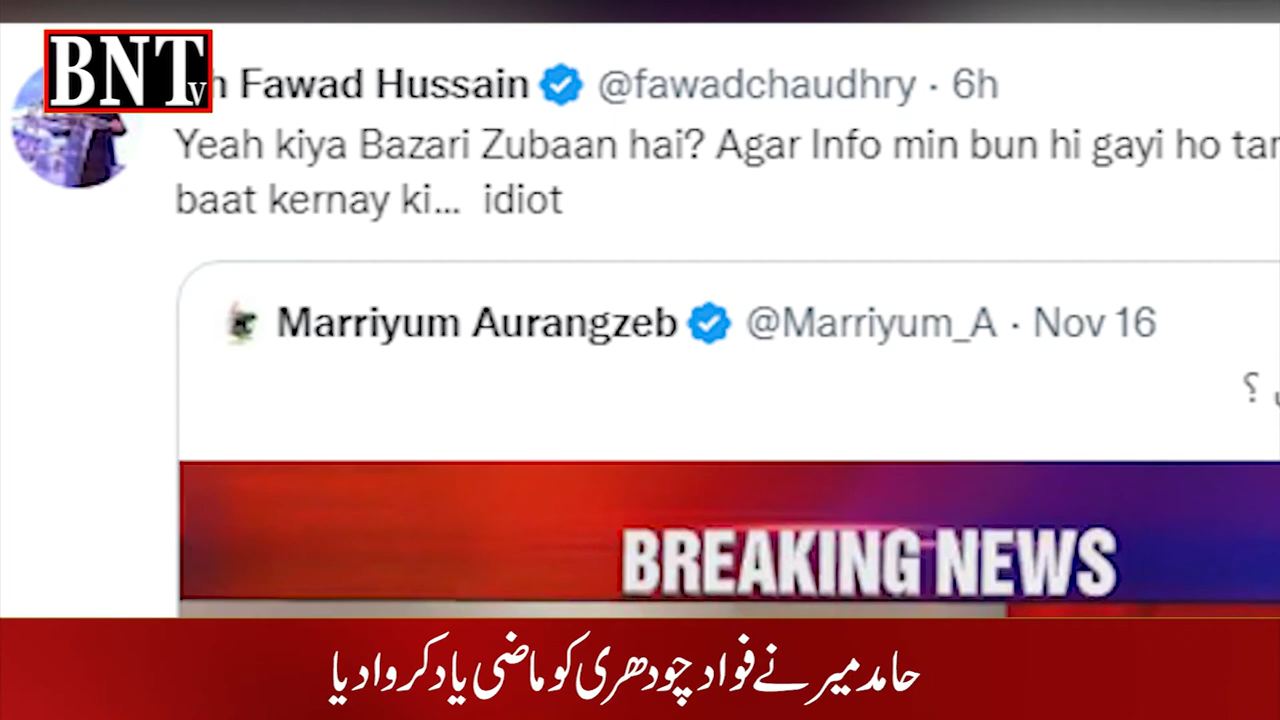 BNT v
Fawad Hussain @fawadchaudhry · 6h
Yeah kiya Bazari Zubaan hai? Agar Info min bun hi gayi ho
baat kernay ki... idiot
Marriyum Aurangzeb @Marriyum_A · Nov 16
؟
BREAKING NEWS
حامد میر نے فواد چودھری کو ماضی یاد کروا دیا